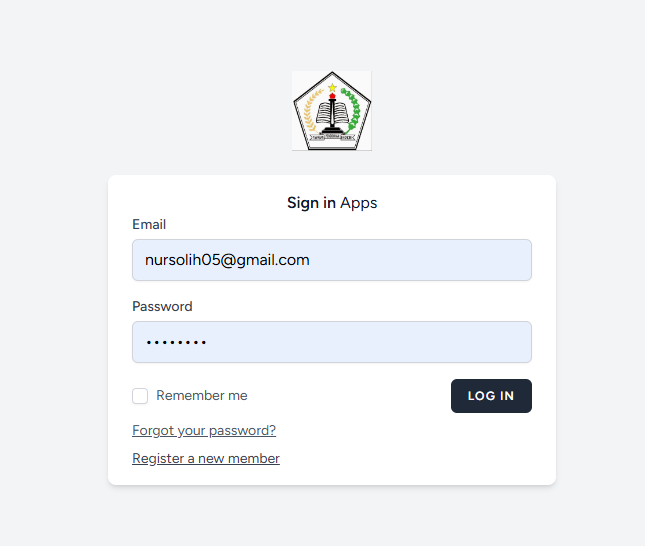 Sign in Apps
Email
nursolih05@gmail.com
Password
••••••••
Remember me
LOG IN
Forgot your password?
Register a new member